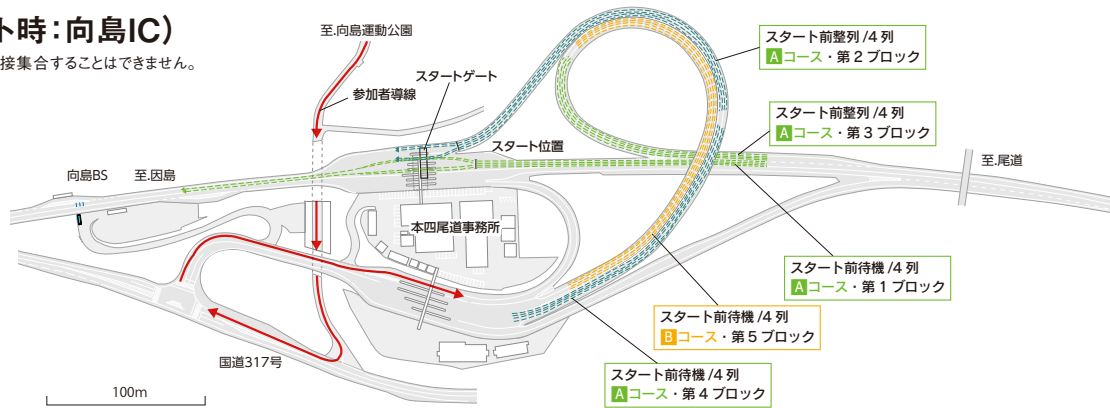 ト時：向島IC）
接集合することはできません。
至.向島運動公園
スタートゲート
参加者導線
スタート前整列 /4 列
Aコース・第 2 ブロック
スタート前整列 /4 列
Aコース・第 3 ブロック
スタート位置
至.尾道
向島BS
至.因島
本四尾道事務所
スタート前待機 /4 列
Aコース・第 1 ブロック
スタート前待機 /4 列
Bコース・第 5 ブロック
国道317号
スタート前待機 /4 列
Aコース・第 4 ブロック
100m